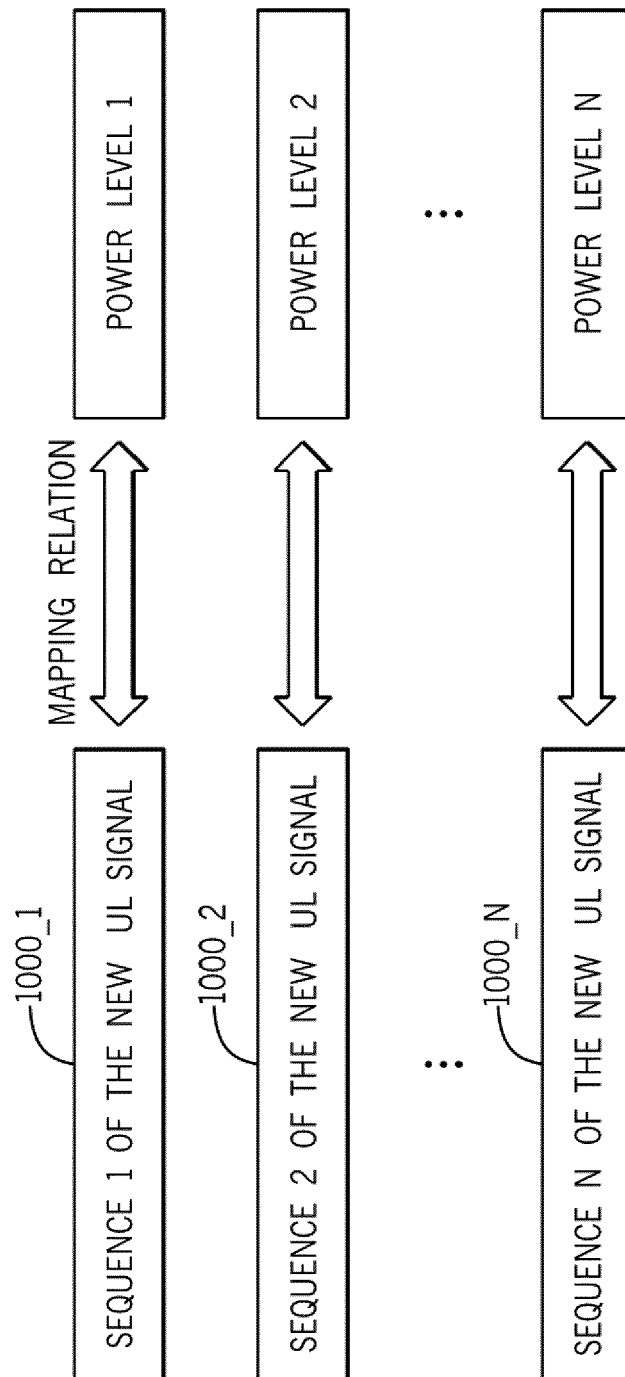 MAPPING RELATION
1000_1
SEQUENCE 1 OF THE NEW UL SIGNAL
POWER LEVEL 1
1000_2
SEQUENCE 2 OF THE NEW UL SIGNAL
POWER LEVEL 2
...
...
1000_N
SEQUENCE N OF THE NEW UL SIGNAL
POWER LEVEL N